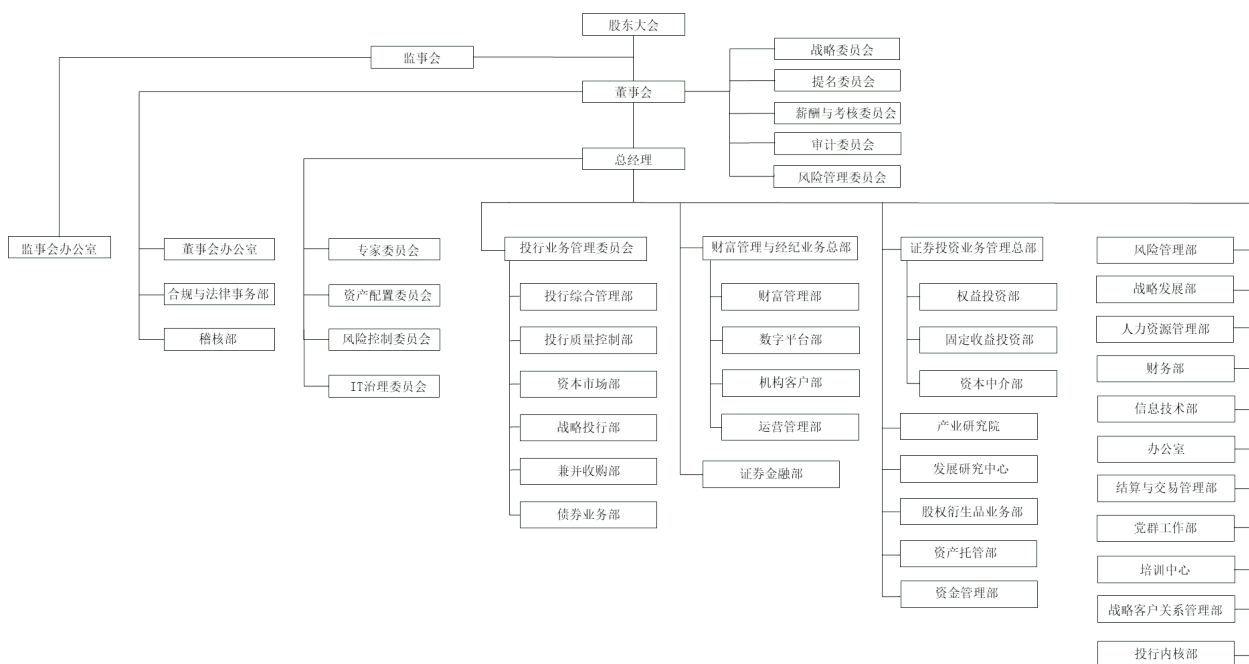 股东大会
监事会
董事会
战略委员会
提名委员会
薪酬与考核委员会
审计委员会
风险管理委员会
总经理
监事会办公室
董事会办公室
合规与法律事务部
稽核部
专家委员会
资产配置委员会
风险控制委员会
IT治理委员会
投行业务管理委员会
投行综合管理部
投行质量控制部
资本市场部
战略投行部
兼并收购部
债券业务部
财富管理与经纪业务总部
财富管理部
数字平台部
机构客户部
运营管理部
证券金融部
证券投资业务管理总部
权益投资部
固定收益投资部
资本中介部
产业研究院
发展研究中心
股权衍生品业务部
资产托管部
资金管理部
风险管理部
战略发展部
人力资源管理部
财务部
信息技术部
办公室
结算与交易管理部
党群工作部
培训中心
战略客户关系管理部
投行内核部